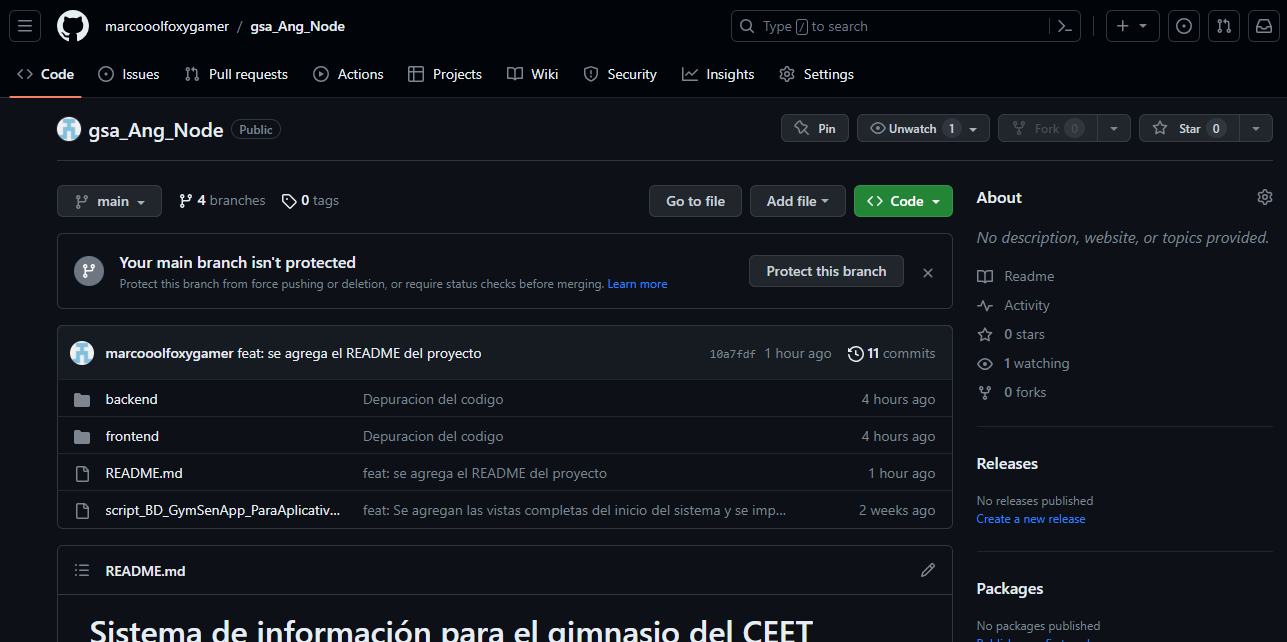 marcooolfoxygamer / gsa_Ang_Node
Type / to search
Code Issues Pull requests Actions Projects Wiki Security Insights Settings
gsa_Ang_Node Public
Pin Unwatch 1 Fork 0 Star 0
main 4 branches 0 tags
Go to file Add file Code
Your main branch isn't protected
Protect this branch from force pushing or deletion, or require status checks before merging. Learn more
Protect this branch
marcooolfoxygamer feat: se agrega el README del proyecto 10a7fdf 1 hour ago 11 commits
backend Depuracion del codigo 4 hours ago
frontend Depuracion del codigo 4 hours ago
README.md feat: se agrega el README del proyecto 1 hour ago
script_BD_GymSenApp_ParaAplicativ... feat: Se agregan las vistas completas del inicio del sistema y se imp... 2 weeks ago
README.md
Sistema de información para el gimnasio del CEET
About
No description, website, or topics provided.
Readme
Activity
0 stars
1 watching
0 forks
Releases
No releases published
Create a new release
Packages
No packages published